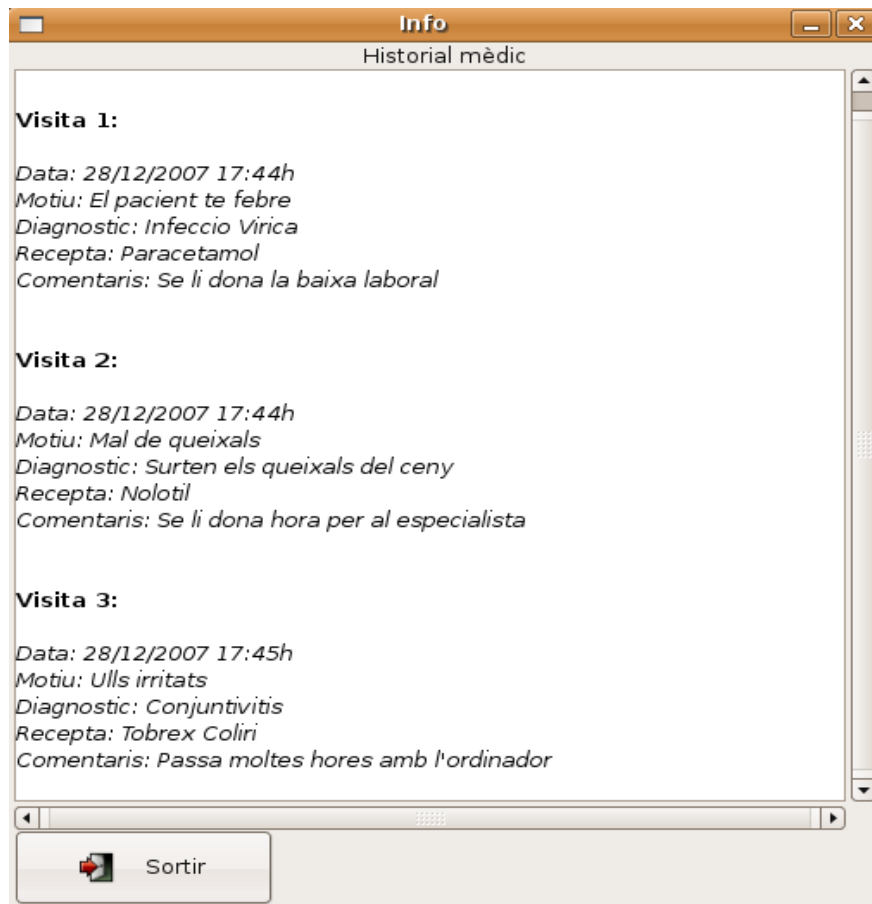 Info
Historial mèdic
Visita 1:
Data: 28/12/2007 17:44h
Motiu: El pacient te febre
Diagnostic: Infeccio Virica
Recepta: Paracetamol
Comentaris: Se li dona la baixa laboral
Visita 2:
Data: 28/12/2007 17:44h
Motiu: Mal de queixals
Diagnostic: Surten els queixals del ceny
Recepta: Nolotil
Comentaris: Se li dona hora per al especialista
Visita 3:
Data: 28/12/2007 17:45h
Motiu: Ulls irritats
Diagnostic: Conjuntivitis
Recepta: Tobrex Coliri
Comentaris: Passa moltes hores amb l'ordinador
Sortir